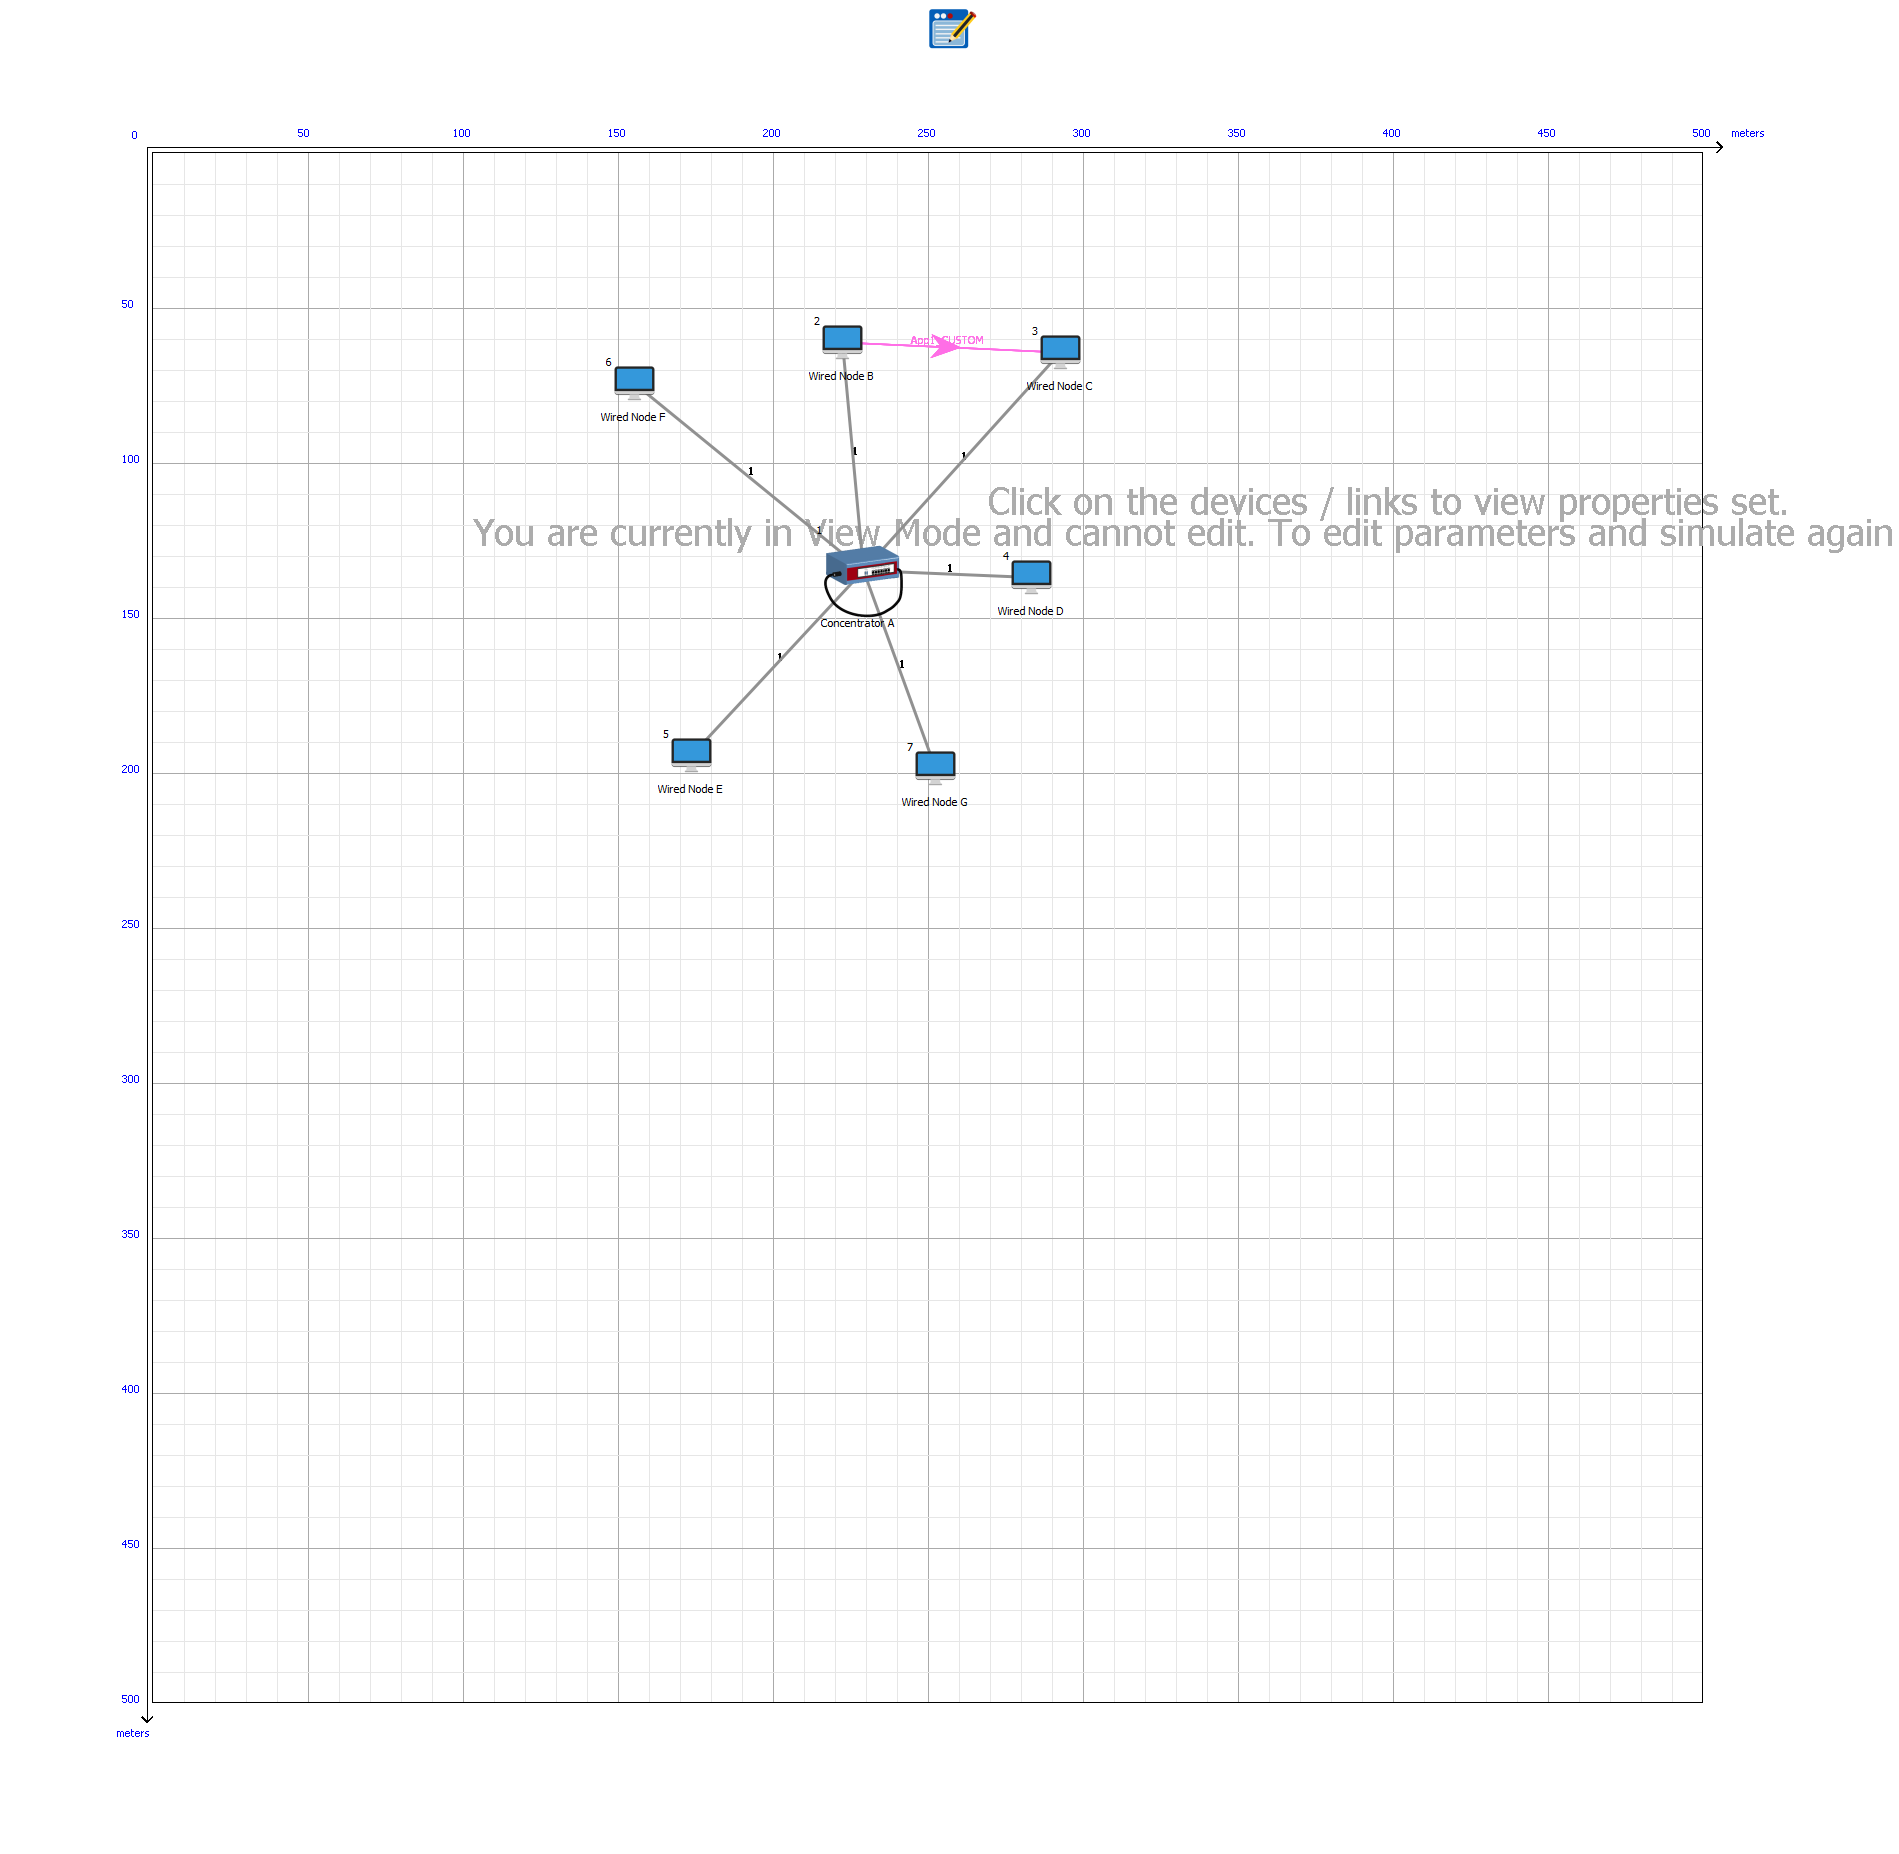 0 50 100 150 200 250 300 350 400 450 500 meters
50
2
App1_CUSTOM
3
6
Wired Node B
Wired Node C
Wired Node F
1
1
100
1
Click on the devices / links to view properties set.
1
You are currently in View Mode and cannot edit. To edit parameters and simulate again
4
1
Wired Node D
150
Concentrator A
1
1
5
7
200
Wired Node E
Wired Node G
250
300
350
400
450
500
meters